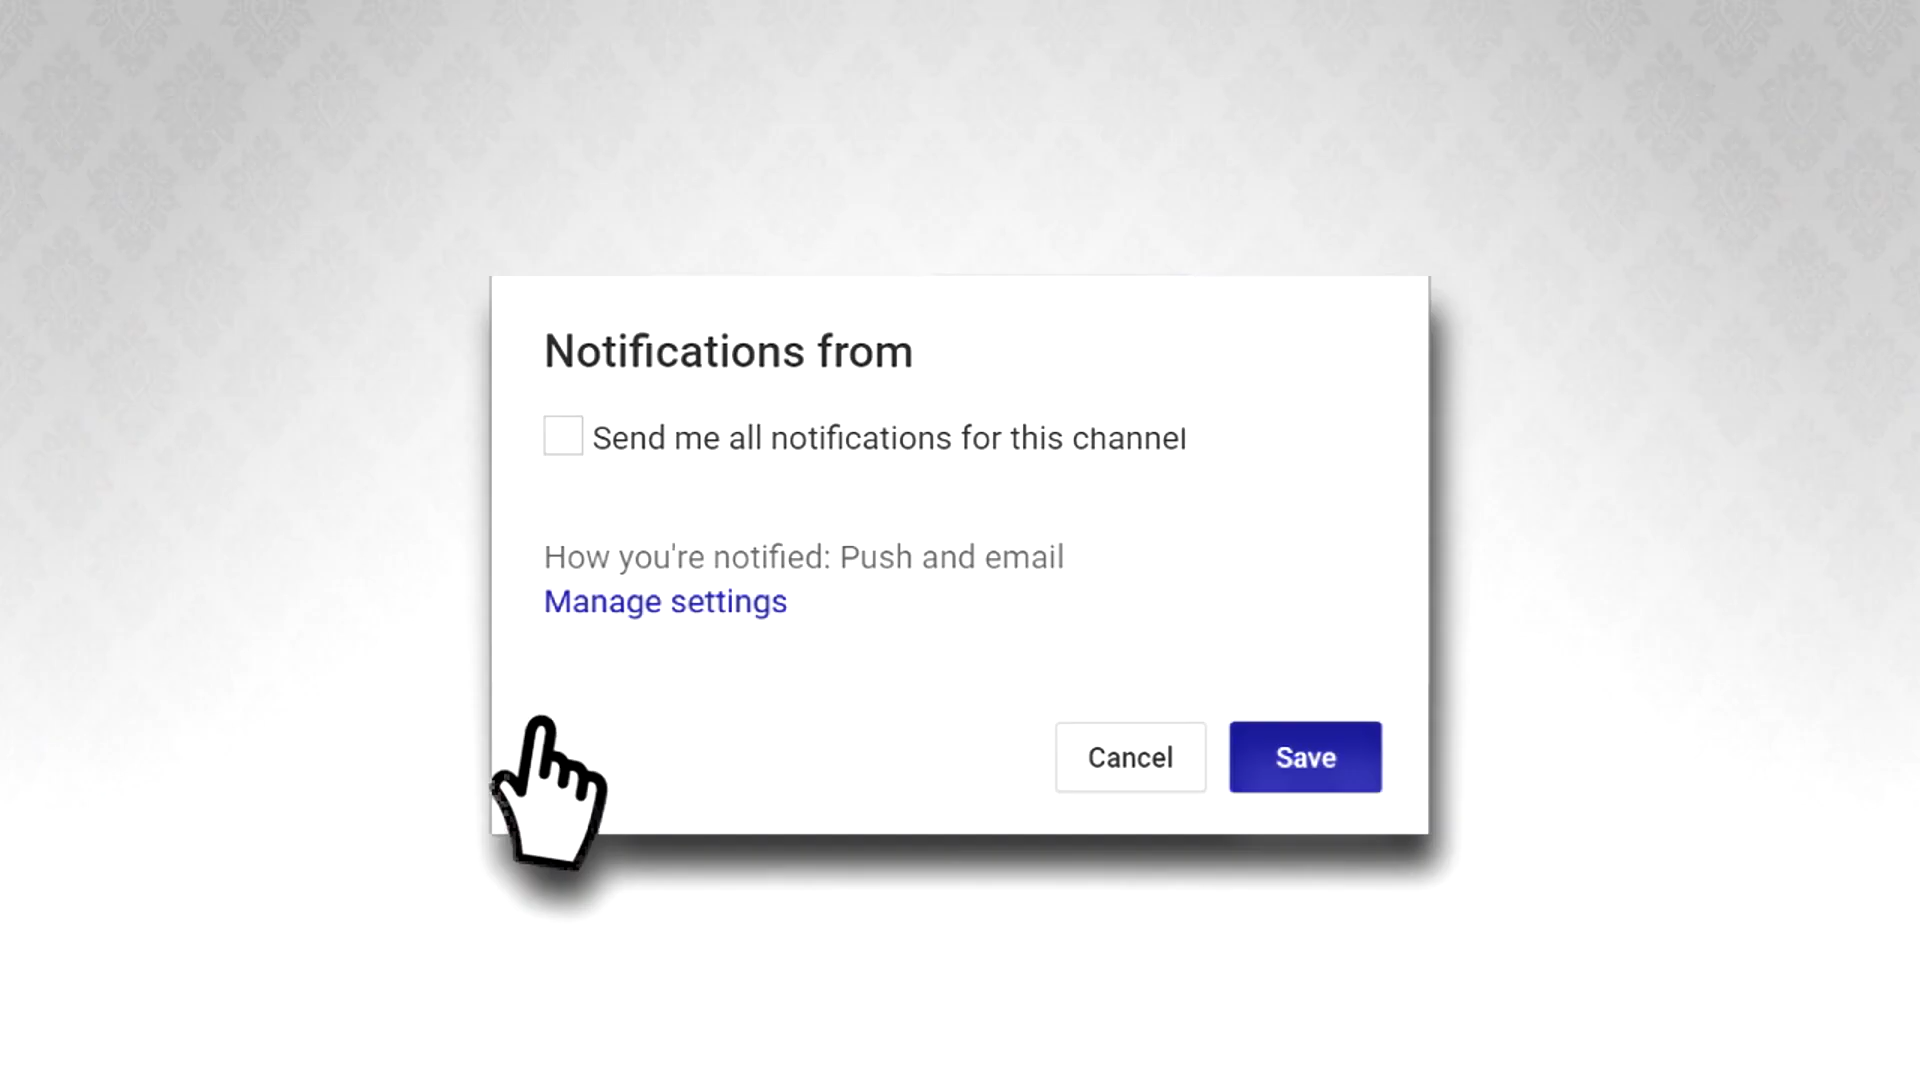 Notifications from
Send me all notifications for this channel
How you're notified: Push and email
Manage settings
Cancel
Save